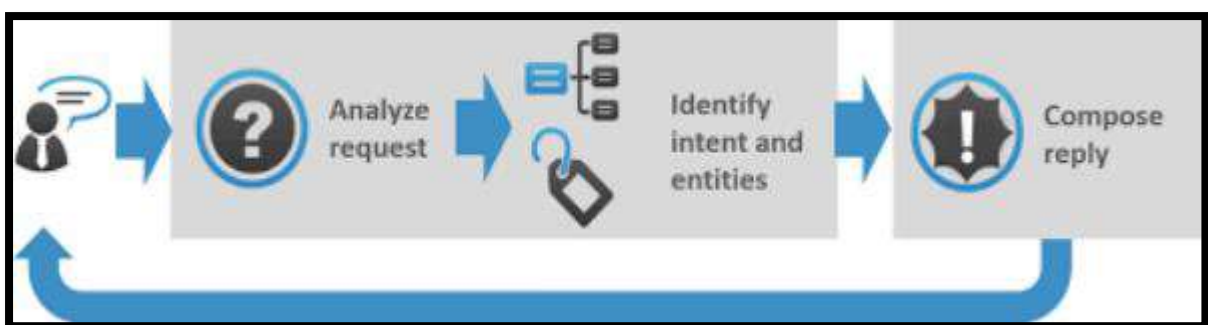 Analyze
request
Identify
intent and
entities
Compose
reply